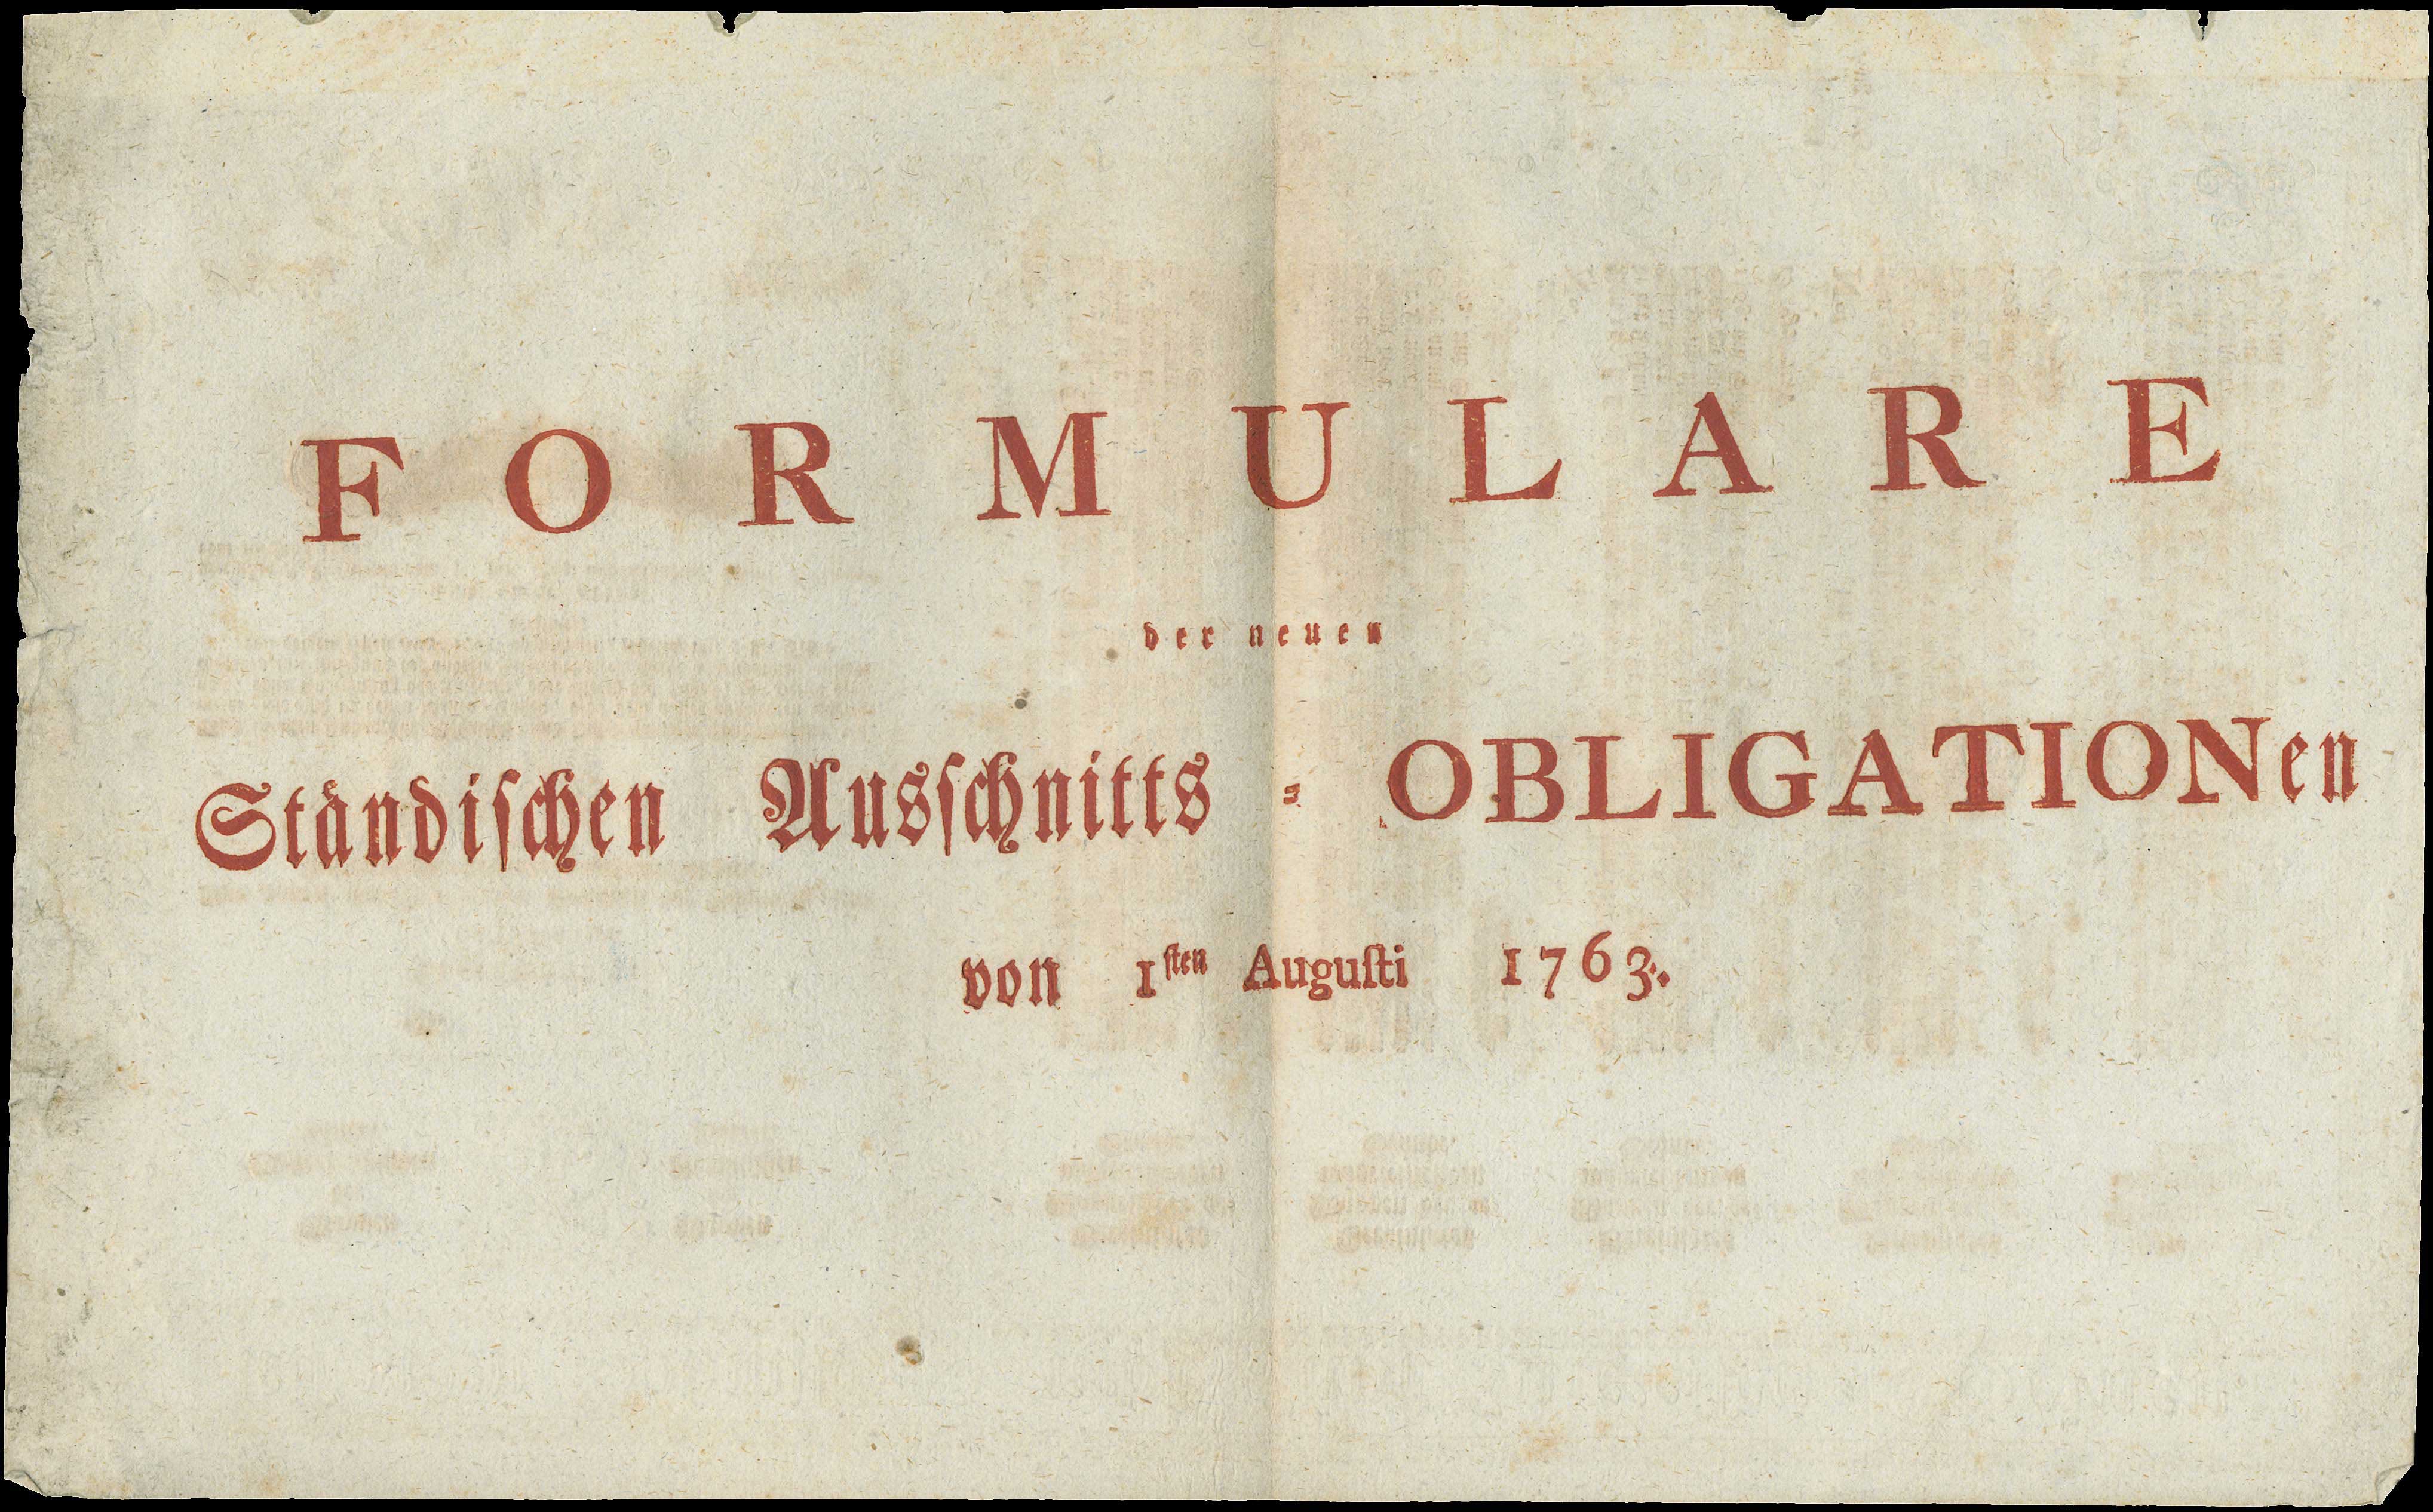 FORMULARE
der neuen
Ständiſchen Ausſchnitts = OBLIGATIONen
von 1ſten Auguſti 1763.